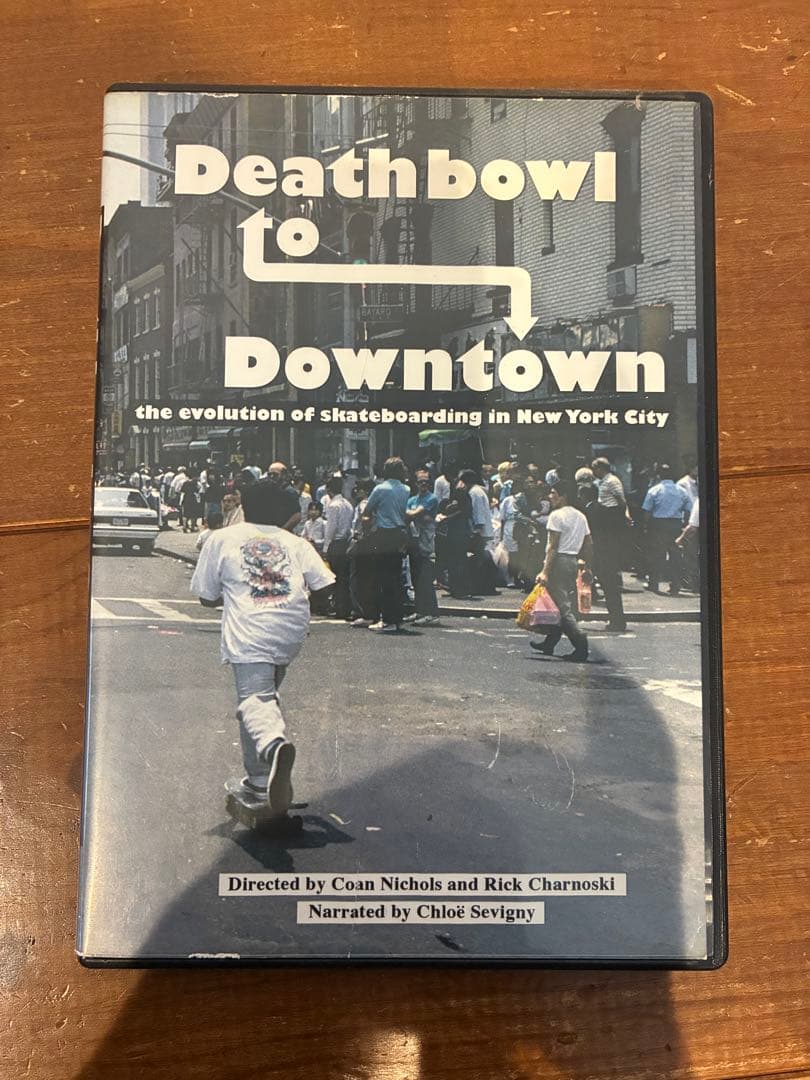 Deathbowl
to
Downtown
the evolution of skateboarding in New York City
BAYARD
Directed by Coan Nichols and Rick Charnoski
Narrated by Chloë Sevigny